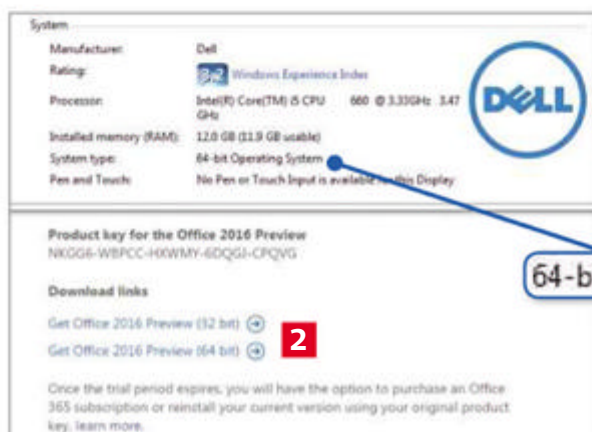 System
Manufacturer: Dell
Rating: 3.2 Windows Experience Index
Processor: Intel(R) Core(TM) i5 CPU 660 @ 3.33GHz 3.47
GHz
Installed memory (RAM): 12.0 GB (11.9 GB usable)
System type: 64-bit Operating System
Pen and Touch: No Pen or Touch Input is available for this Display
DELL
64-b
Product key for the Office 2016 Preview
Download links
Get Office 2016 Preview (32 bit)
Get Office 2016 Preview (64 bit)
2
Once the trial period expires, you will have the option to purchase an Office
365 subscription or reinstall your current version using your original product
key. learn more.